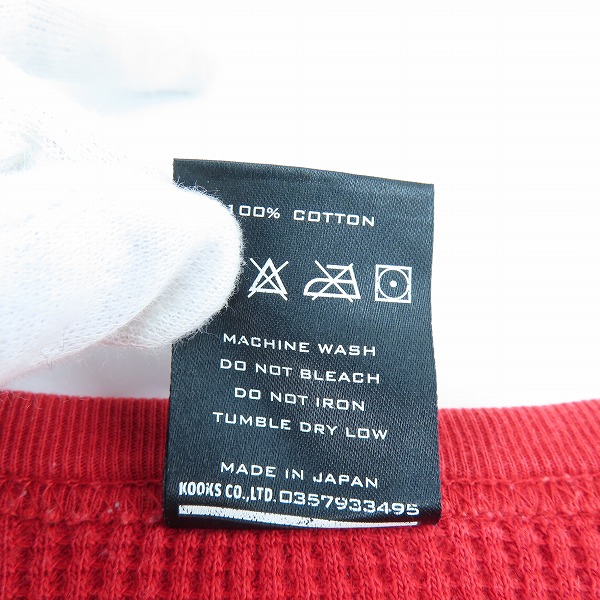 100% COTTON
MACHINE WASH
DO NOT BLEACH
DO NOT IRON
TUMBLE DRY LOW
MADE IN JAPAN
KOOKS CO.,LTD. 0357933495